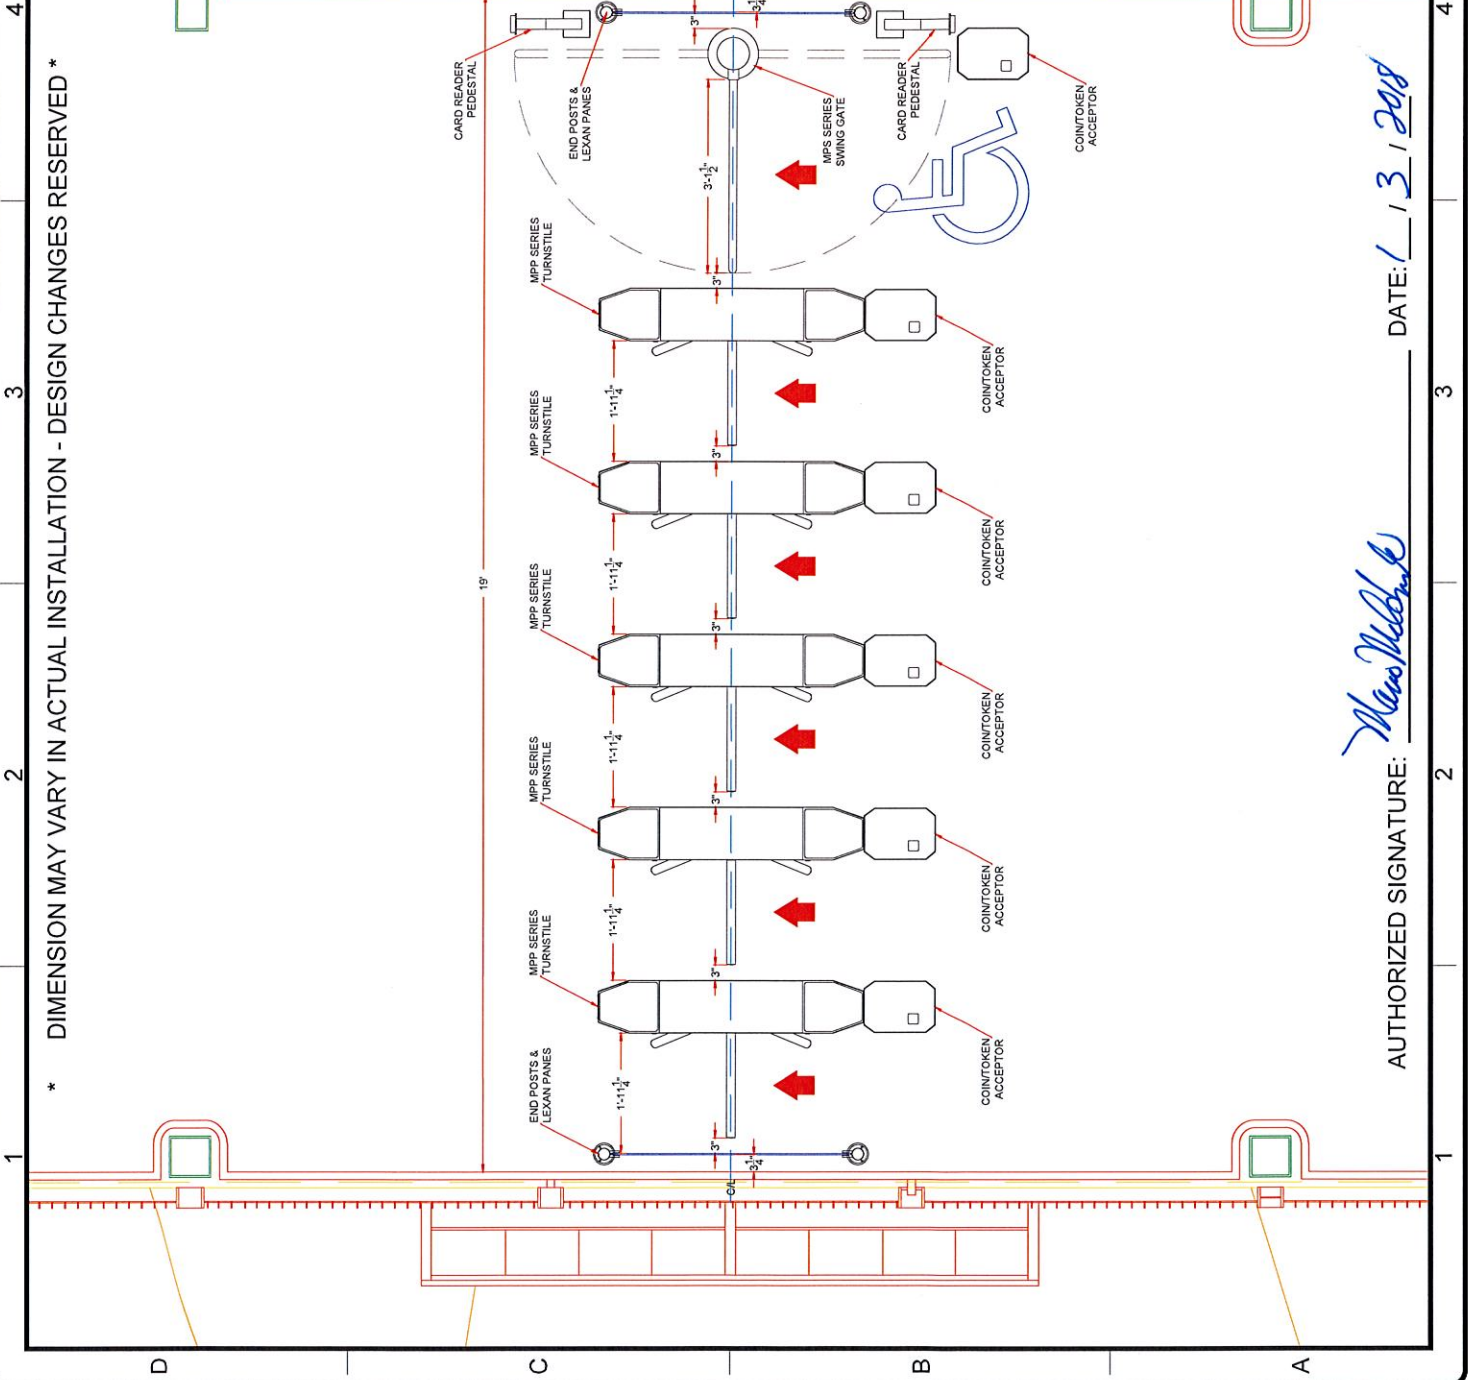 * DIMENSION MAY VARY IN ACTUAL INSTALLATION - DESIGN CHANGES RESERVED *
1
2
3
4
D
C
B
A
1
2
3
4
19'
END POSTS &
LEXAN PANES
MPP SERIES
TURNSTILE
MPP SERIES
TURNSTILE
MPP SERIES
TURNSTILE
MPP SERIES
TURNSTILE
MPP SERIES
TURNSTILE
CARD READER
PEDESTAL
END POSTS &
LEXAN PANES
1'-11 1/4"
1'-11 1/4"
1'-11 1/4"
1'-11 1/4"
1'-11 1/4"
3'-1 1/2"
3"
3"
3"
3"
3"
3"
3"
C/L
3 1/4"
3 1/4"
MPS SERIES
SWING GATE
CARD READER
PEDESTAL
COIN/TOKEN
ACCEPTOR
COIN/TOKEN
ACCEPTOR
COIN/TOKEN
ACCEPTOR
COIN/TOKEN
ACCEPTOR
COIN/TOKEN
ACCEPTOR
COIN/TOKEN
ACCEPTOR
AUTHORIZED SIGNATURE:
DATE: 1 / 3 / 2018